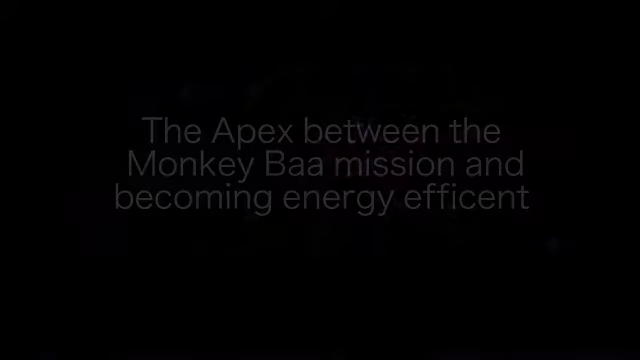 The Apex between the
Monkey Baa mission and
becoming energy efficent